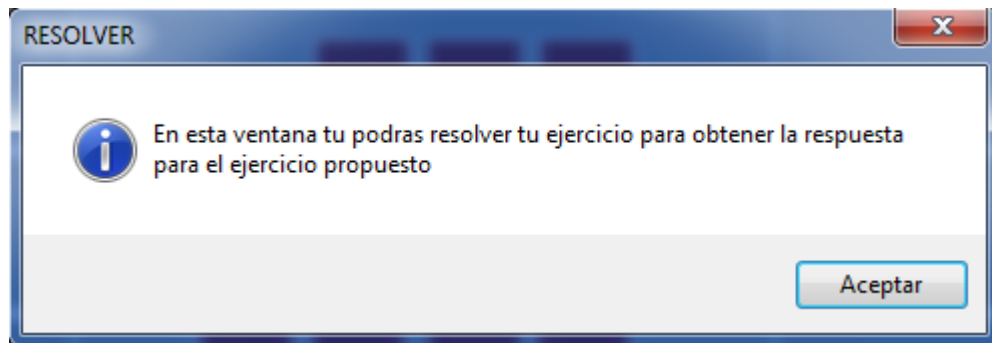 RESOLVER
En esta ventana tu podras resolver tu ejercicio para obtener la respuesta
para el ejercicio propuesto
Aceptar